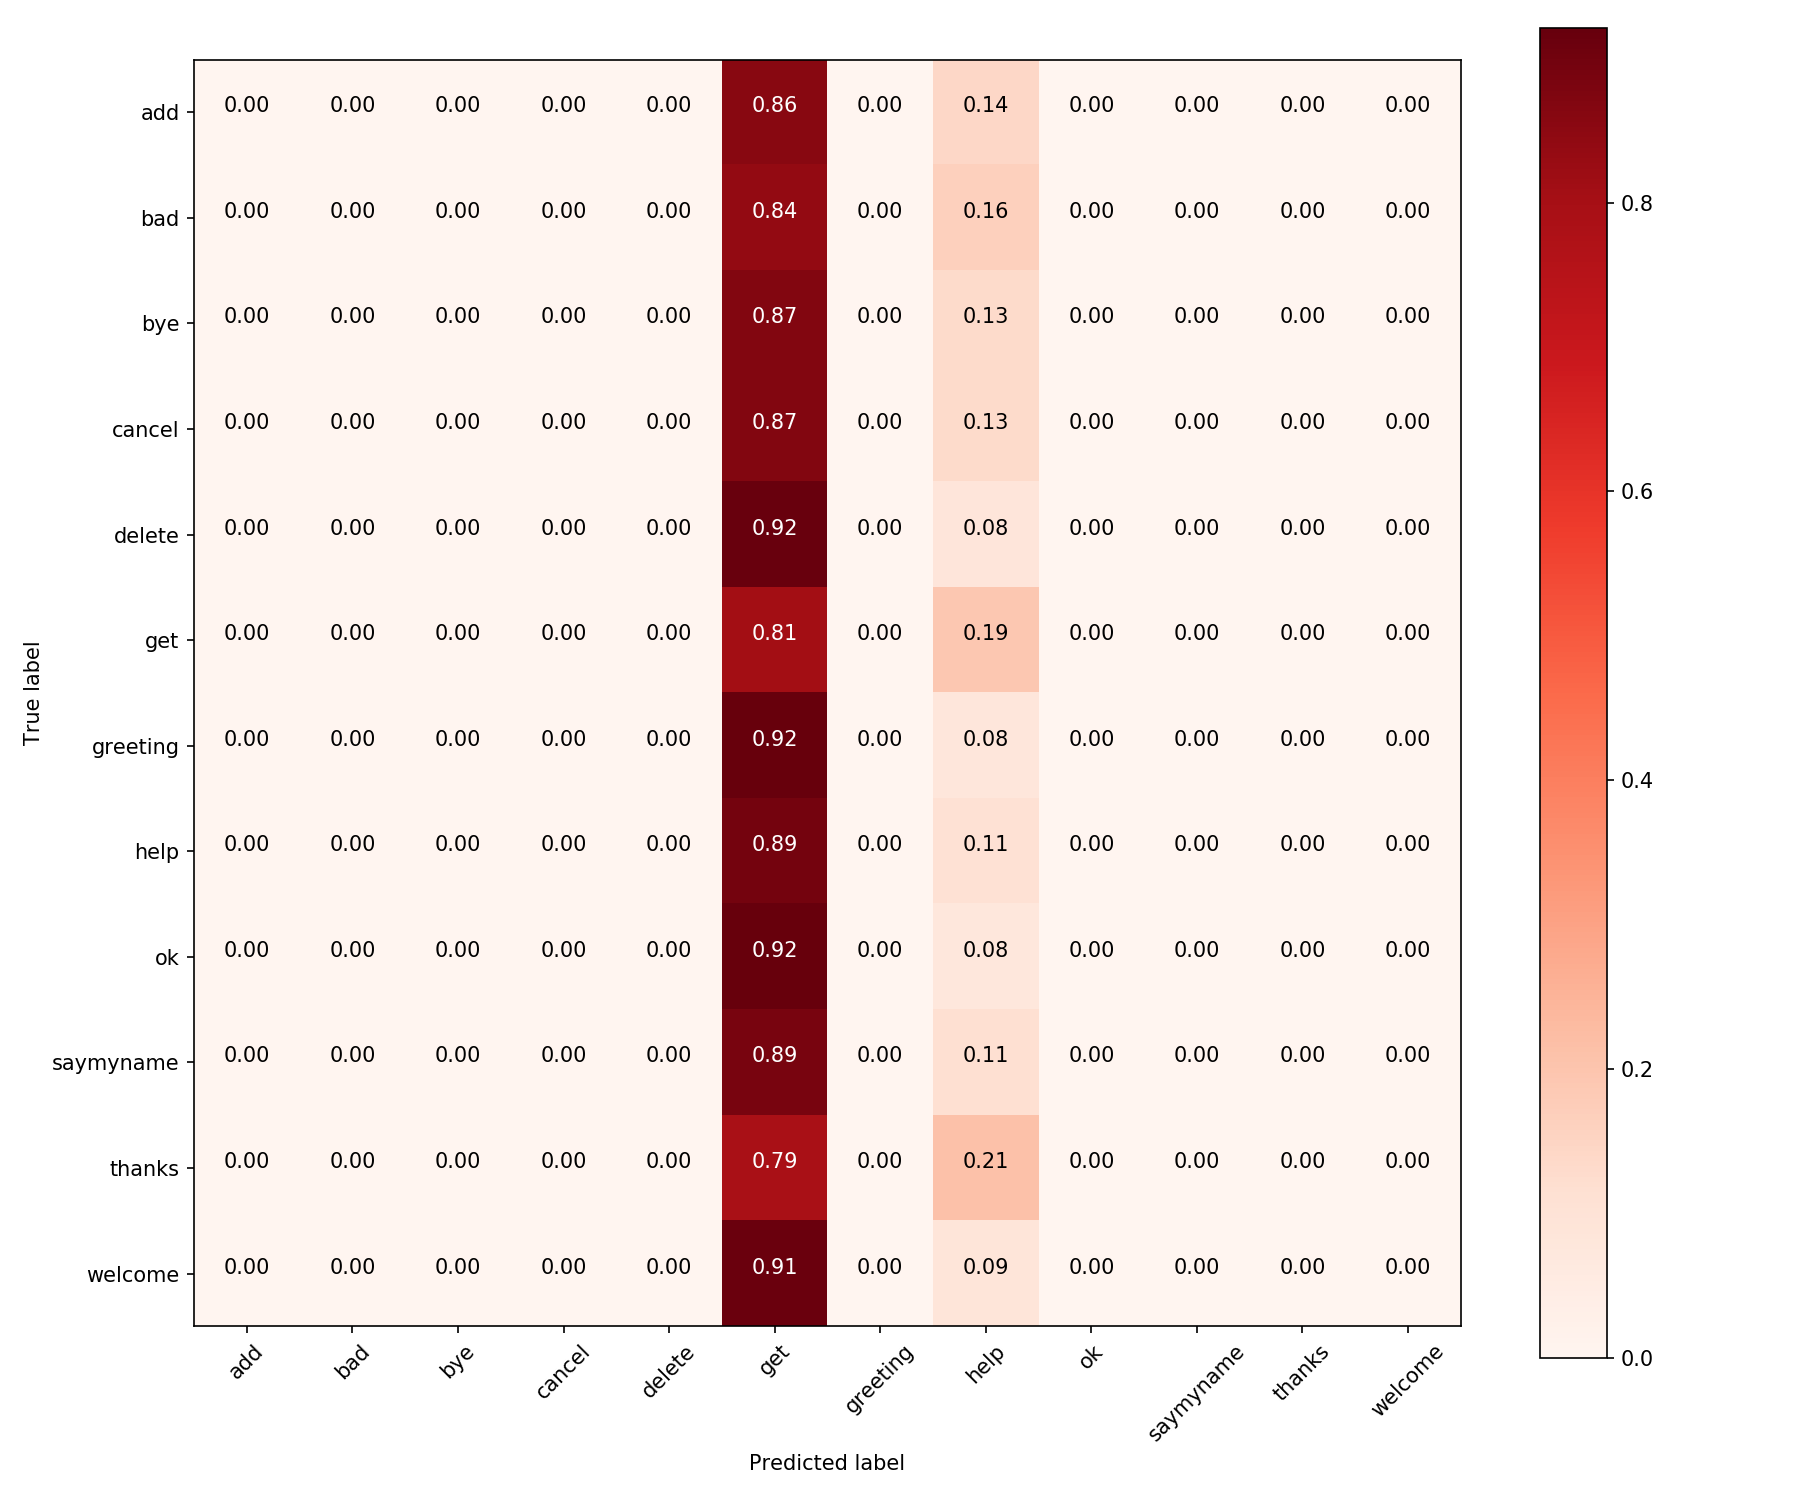 add 0.00 0.00 0.00 0.00 0.00 0.86 0.00 0.14 0.00 0.00 0.00 0.00
bad 0.00 0.00 0.00 0.00 0.00 0.84 0.00 0.16 0.00 0.00 0.00 0.00
bye 0.00 0.00 0.00 0.00 0.00 0.87 0.00 0.13 0.00 0.00 0.00 0.00
cancel 0.00 0.00 0.00 0.00 0.00 0.87 0.00 0.13 0.00 0.00 0.00 0.00
delete 0.00 0.00 0.00 0.00 0.00 0.92 0.00 0.08 0.00 0.00 0.00 0.00
get 0.00 0.00 0.00 0.00 0.00 0.81 0.00 0.19 0.00 0.00 0.00 0.00
greeting 0.00 0.00 0.00 0.00 0.00 0.92 0.00 0.08 0.00 0.00 0.00 0.00
help 0.00 0.00 0.00 0.00 0.00 0.89 0.00 0.11 0.00 0.00 0.00 0.00
ok 0.00 0.00 0.00 0.00 0.00 0.92 0.00 0.08 0.00 0.00 0.00 0.00
saymyname 0.00 0.00 0.00 0.00 0.00 0.89 0.00 0.11 0.00 0.00 0.00 0.00
thanks 0.00 0.00 0.00 0.00 0.00 0.79 0.00 0.21 0.00 0.00 0.00 0.00
welcome 0.00 0.00 0.00 0.00 0.00 0.91 0.00 0.09 0.00 0.00 0.00 0.00
add bad bye cancel delete get greeting help ok saymyname thanks welcome
Predicted label
True label
0.8
0.6
0.4
0.2
0.0